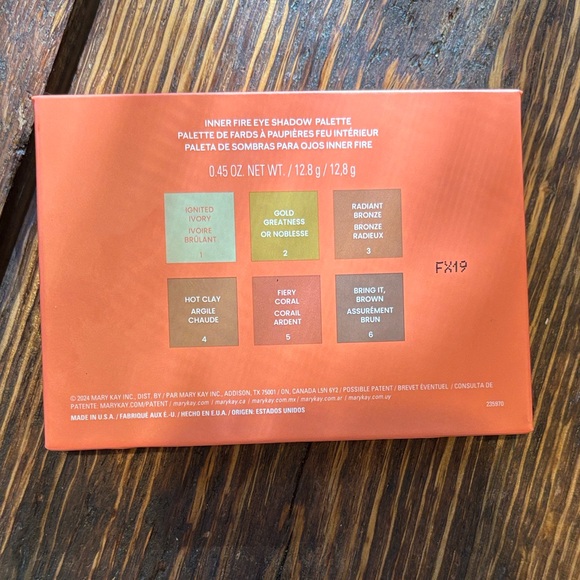 INNER FIRE EYE SHADOW PALETTE
PALETTE DE FARDS À PAUPIÈRES FEU INTÉRIEUR
PALETA DE SOMBRAS PARA OJOS INNER FIRE
0.45 OZ. NET WT. / 12.8 g / 12,8 g
IGNITED
IVORY
IVOIRE
BRÛLANT
1
GOLD
GREATNESS
OR NOBLESSE
2
RADIANT
BRONZE
BRONZE
RADIEUX
3
FX19
HOT CLAY
ARGILE
CHAUDE
4
FIERY
CORAL
CORAIL
ARDENT
5
BRING IT,
BROWN
ASSURÉMENT
BRUN
6
© 2024 MARY KAY INC., DIST. BY / PAR MARY KAY INC., ADDISON, TX 75001 / ON, CANADA L5N 6Y2 / POSSIBLE PATENT / BREVET ÉVENTUEL / CONSULTA DE
PATENTE. MARYKAY.COM/PATENT / marykay.com / marykay.ca / marykay.com.mx / marykay.com.ar / marykay.com.uy
MADE IN U.S.A. / FABRIQUÉ AUX É.-U. / HECHO EN E.U.A. / ORIGEN: ESTADOS UNIDOS
235970